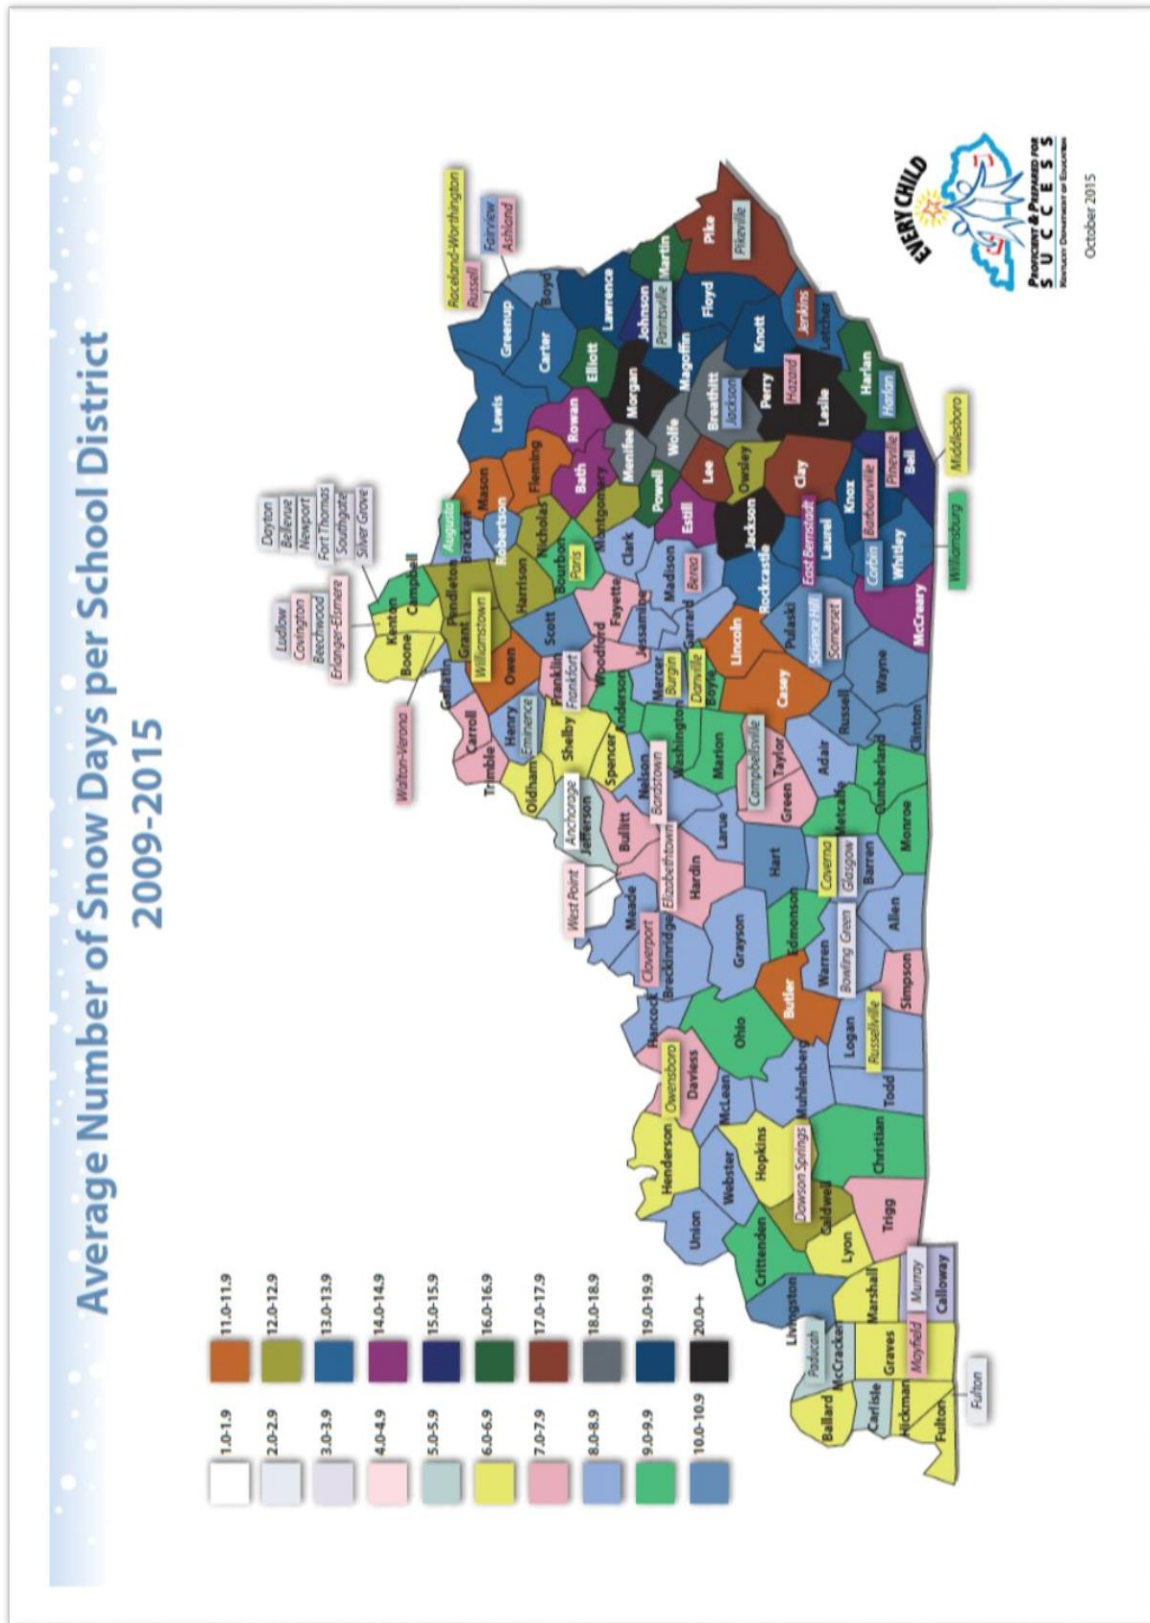 Average Number of Snow Days per School District
2009-2015
1.0-1.9
2.0-2.9
3.0-3.9
4.0-4.9
5.0-5.9
6.0-6.9
7.0-7.9
8.0-8.9
9.0-9.9
10.0-10.9
11.0-11.9
12.0-12.9
13.0-13.9
14.0-14.9
15.0-15.9
16.0-16.9
17.0-17.9
18.0-18.9
19.0-19.9
20.0-+
Ludlow
Covington
Beechwood
Erlanger-Elsmere
Dayton
Bellevue
Newport
Fort Thomas
Southgate
Silver Grove
Walton-Verona
Raceland-Worthington
Russell
Fairview
Ashland
Boone
Kenton
Campbell
Augusta
Bracken
Pendleton
Grant
Gallatin
Williamstown
Carroll
Trimble
Owen
Robertson
Mason
Lewis
Greenup
Boyd
Carter
Oldham
Henry
Eminence
Scott
Harrison
Nicholas
Fleming
Rowan
Elliott
Lawrence
Anchorage
Jefferson
Shelby
Franklin
Frankfort
Woodford
Bourbon
Paris
Bath
Montgomery
Menifee
Morgan
Johnson
Paintsville
Martin
West Point
Meade
Bullitt
Spencer
Anderson
Fayette
Jessamine
Clark
Powell
Wolfe
Magoffin
Floyd
Pike
Pikeville
Cloverport
Breckinridge
Elizabethtown
Hardin
Nelson
Bardstown
Washington
Mercer
Burgin
Danville
Boyle
Garrard
Madison
Berea
Estill
Lee
Breathitt
Jackson
Knott
Hancock
Owensboro
Daviess
Henderson
Union
Webster
McLean
Ohio
Grayson
Larue
Marion
Lincoln
Rockcastle
Jackson
Owsley
Perry
Hazard
Jenkins
Letcher
Crittenden
Hopkins
Dawson Springs
Muhlenberg
Butler
Edmonson
Hart
Green
Taylor
Campbellsville
Casey
Pulaski
Science Hill
Somerset
Laurel
East Bernstadt
Clay
Leslie
Harlan
Harlan
Livingston
Caldwell
Lyon
Christian
Todd
Logan
Russellville
Warren
Bowling Green
Caverna
Glasgow
Barren
Metcalfe
Adair
Russell
Wayne
McCreary
Whitley
Corbin
Knox
Barbourville
Pineville
Bell
Middlesboro
Williamsburg
Paducah
McCracken
Ballard
Carlisle
Marshall
Graves
Mayfield
Murray
Calloway
Trigg
Simpson
Allen
Monroe
Cumberland
Clinton
Hickman
Fulton
Fulton
EVERY CHILD
PROFICIENT & PREPARED FOR
SUCCESS
KENTUCKY DEPARTMENT OF EDUCATION
October 2015